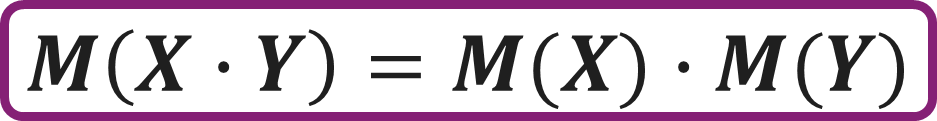 M(X · Y) = M(X) · M(Y)